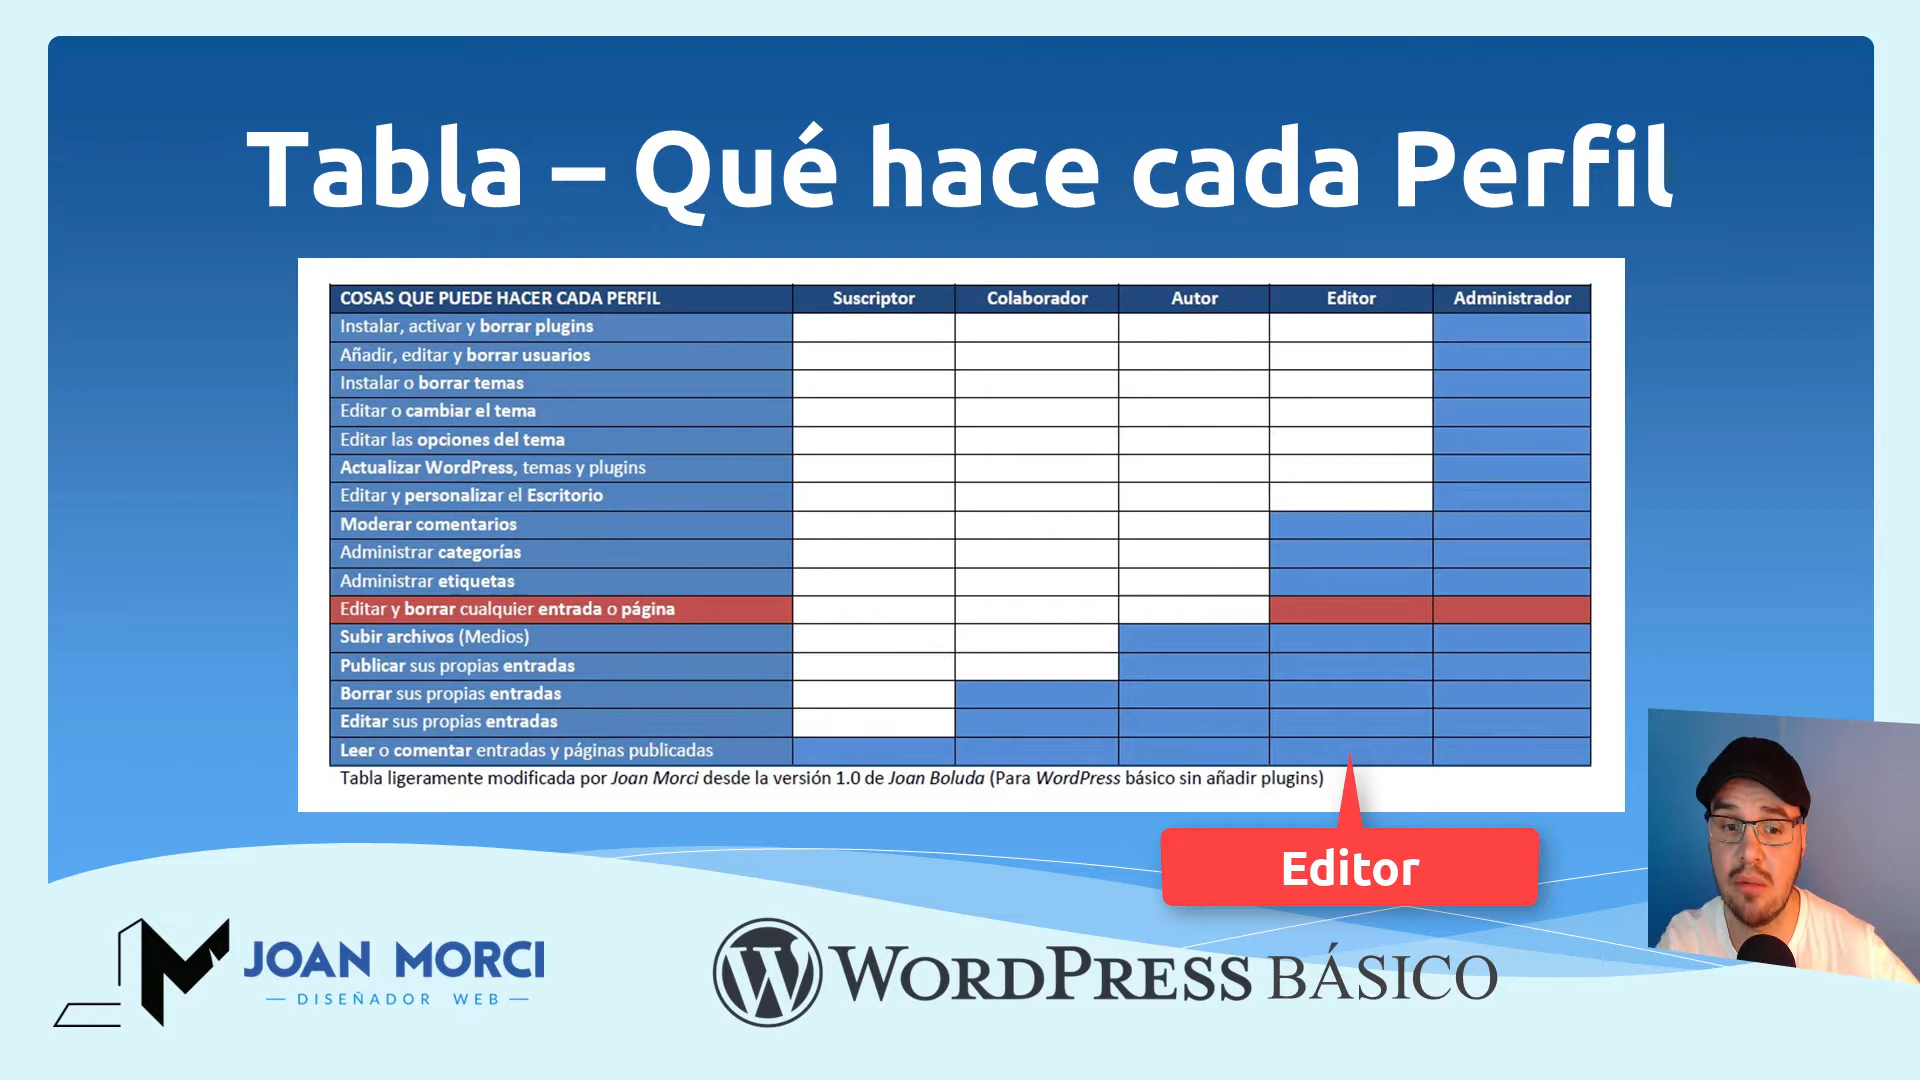 Tabla – Qué hace cada Perfil
COSAS QUE PUEDE HACER CADA PERFIL Suscriptor Colaborador Autor Editor Administrador
Instalar, activar y borrar plugins
Añadir, editar y borrar usuarios
Instalar o borrar temas
Editar o cambiar el tema
Editar las opciones del tema
Actualizar WordPress, temas y plugins
Editar y personalizar el Escritorio
Moderar comentarios
Administrar categorías
Administrar etiquetas
Editar y borrar cualquier entrada o página
Subir archivos (Medios)
Publicar sus propias entradas
Borrar sus propias entradas
Editar sus propias entradas
Leer o comentar entradas y páginas publicadas
Tabla ligeramente modificada por Joan Morci desde la versión 1.0 de Joan Boluda (Para WordPress básico sin añadir plugins)
Editor
JOAN MORCI
— DISEÑADOR WEB —
WORDPRESS BÁSICO